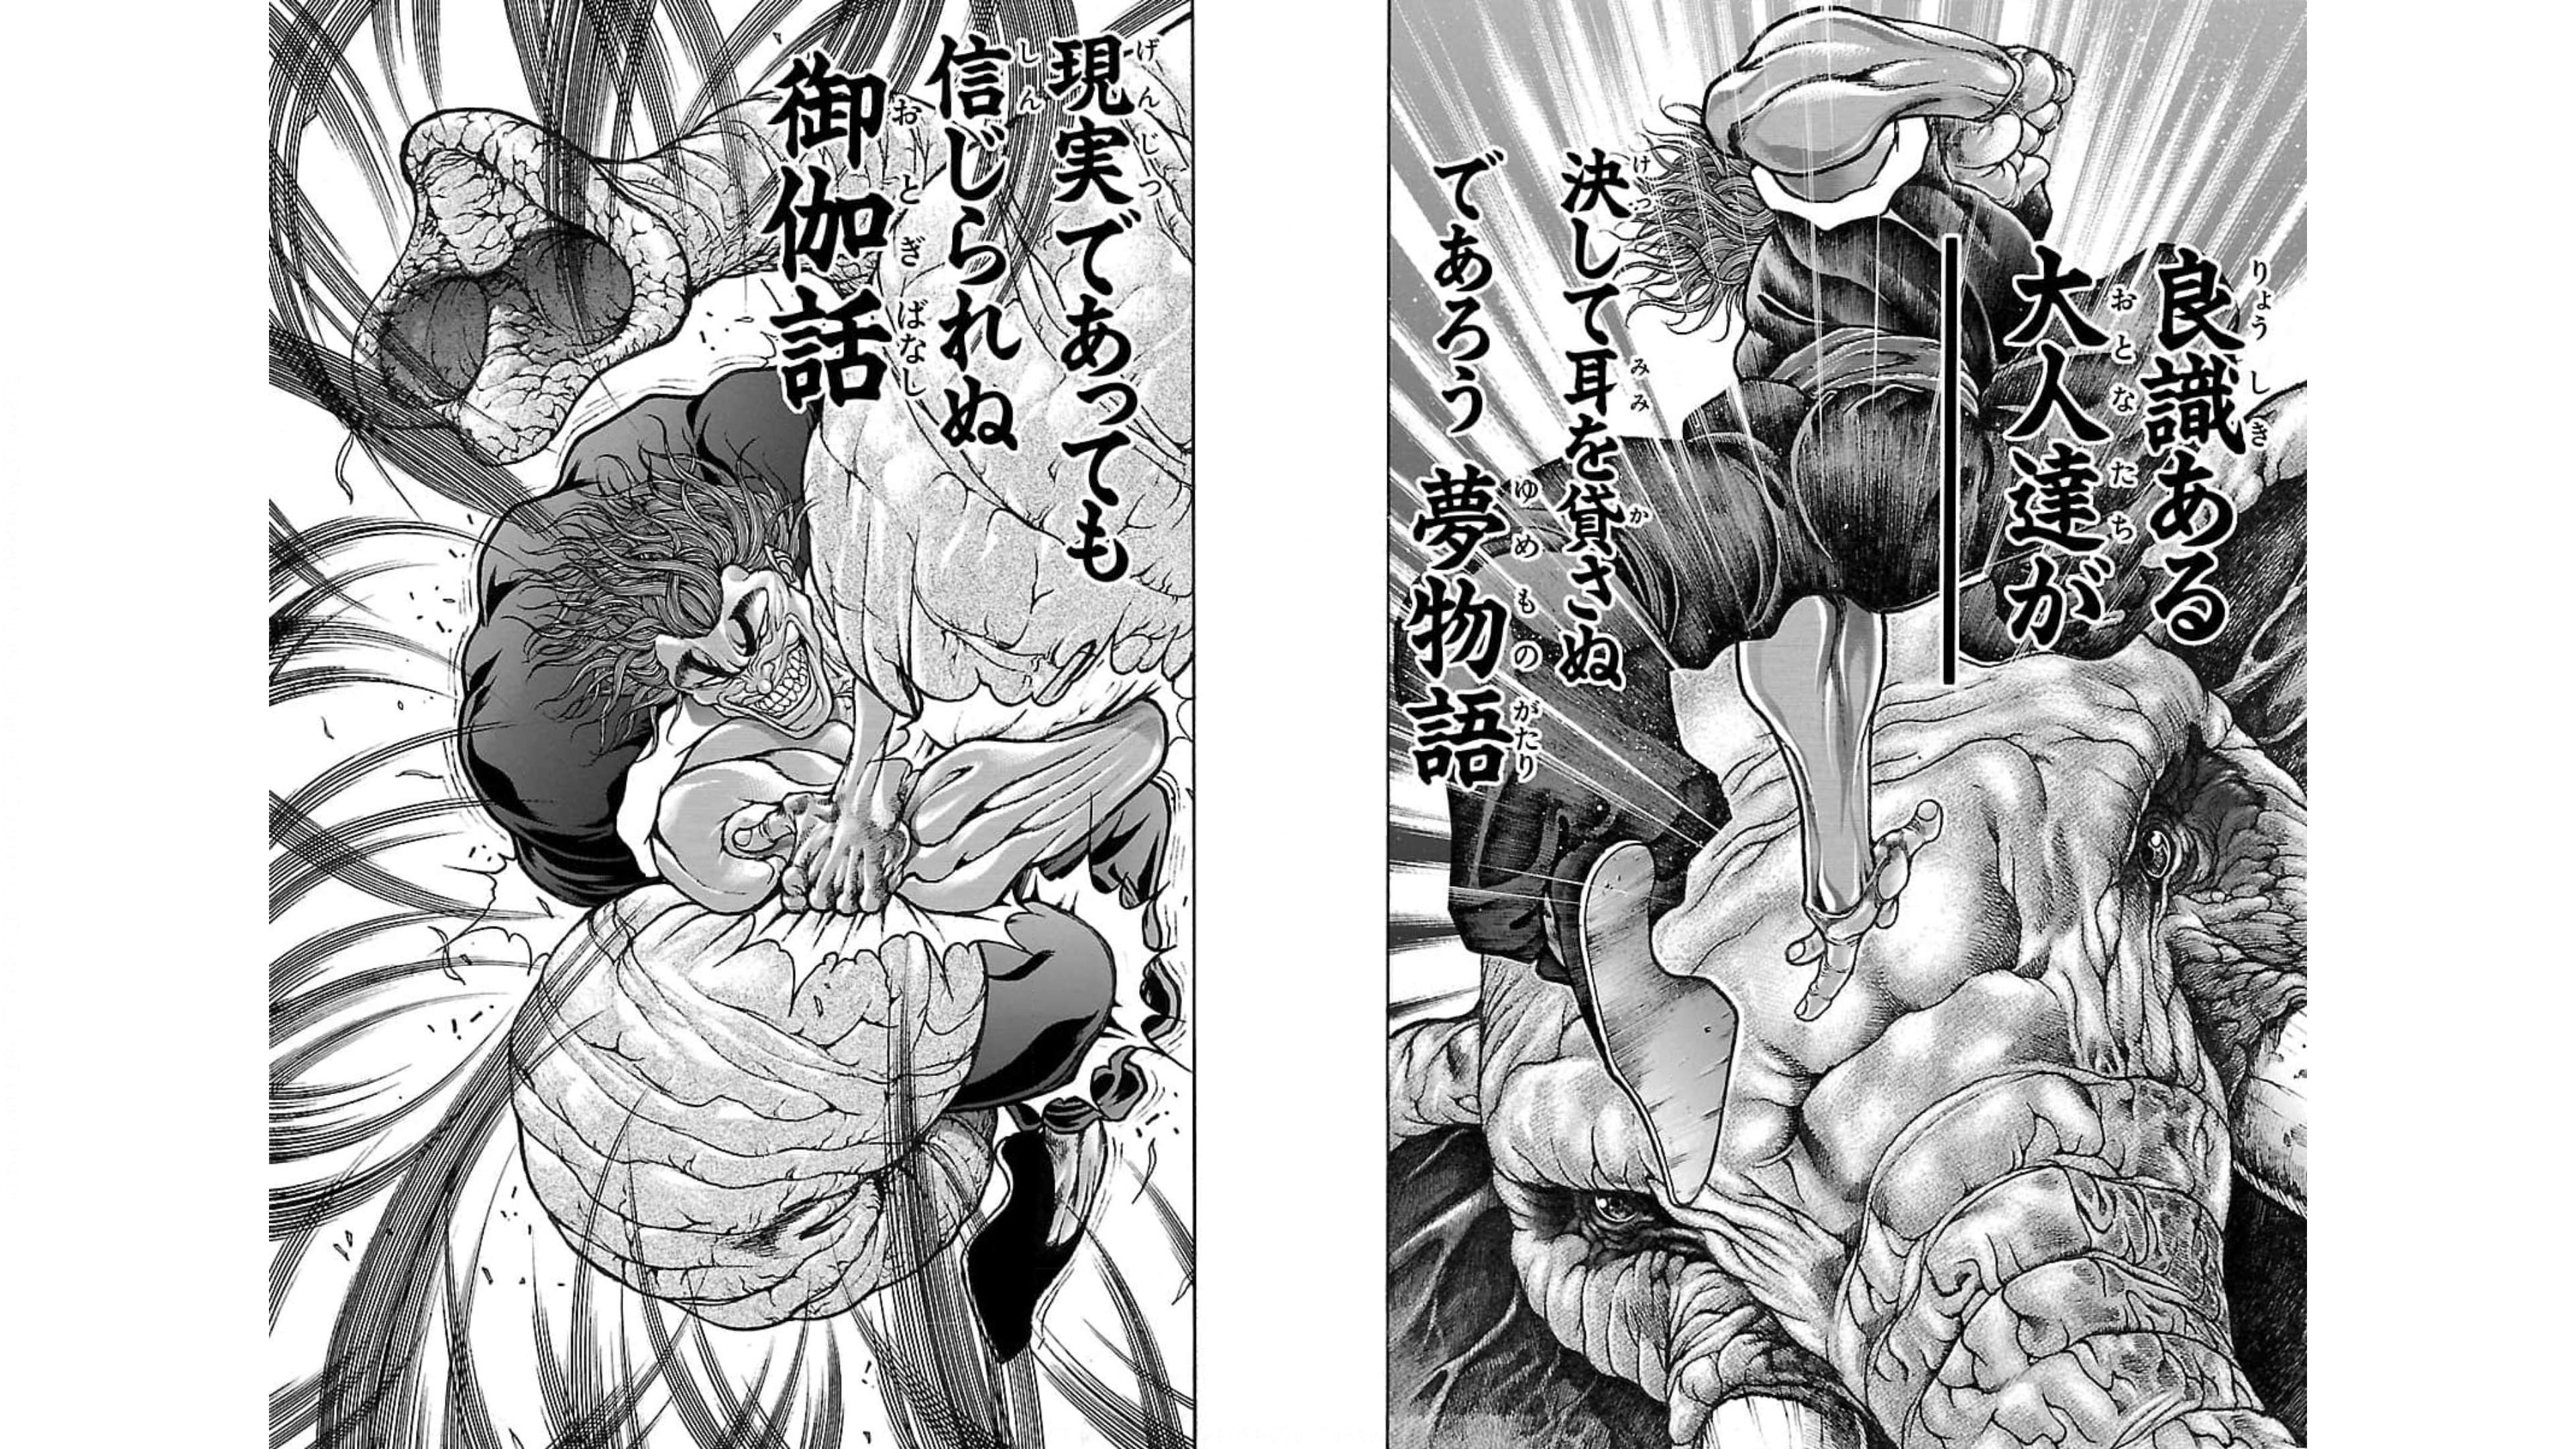 良識ある
大人達が
決して耳を貸さぬ
であろう 夢物語
現実であっても
信じられぬ
御伽話